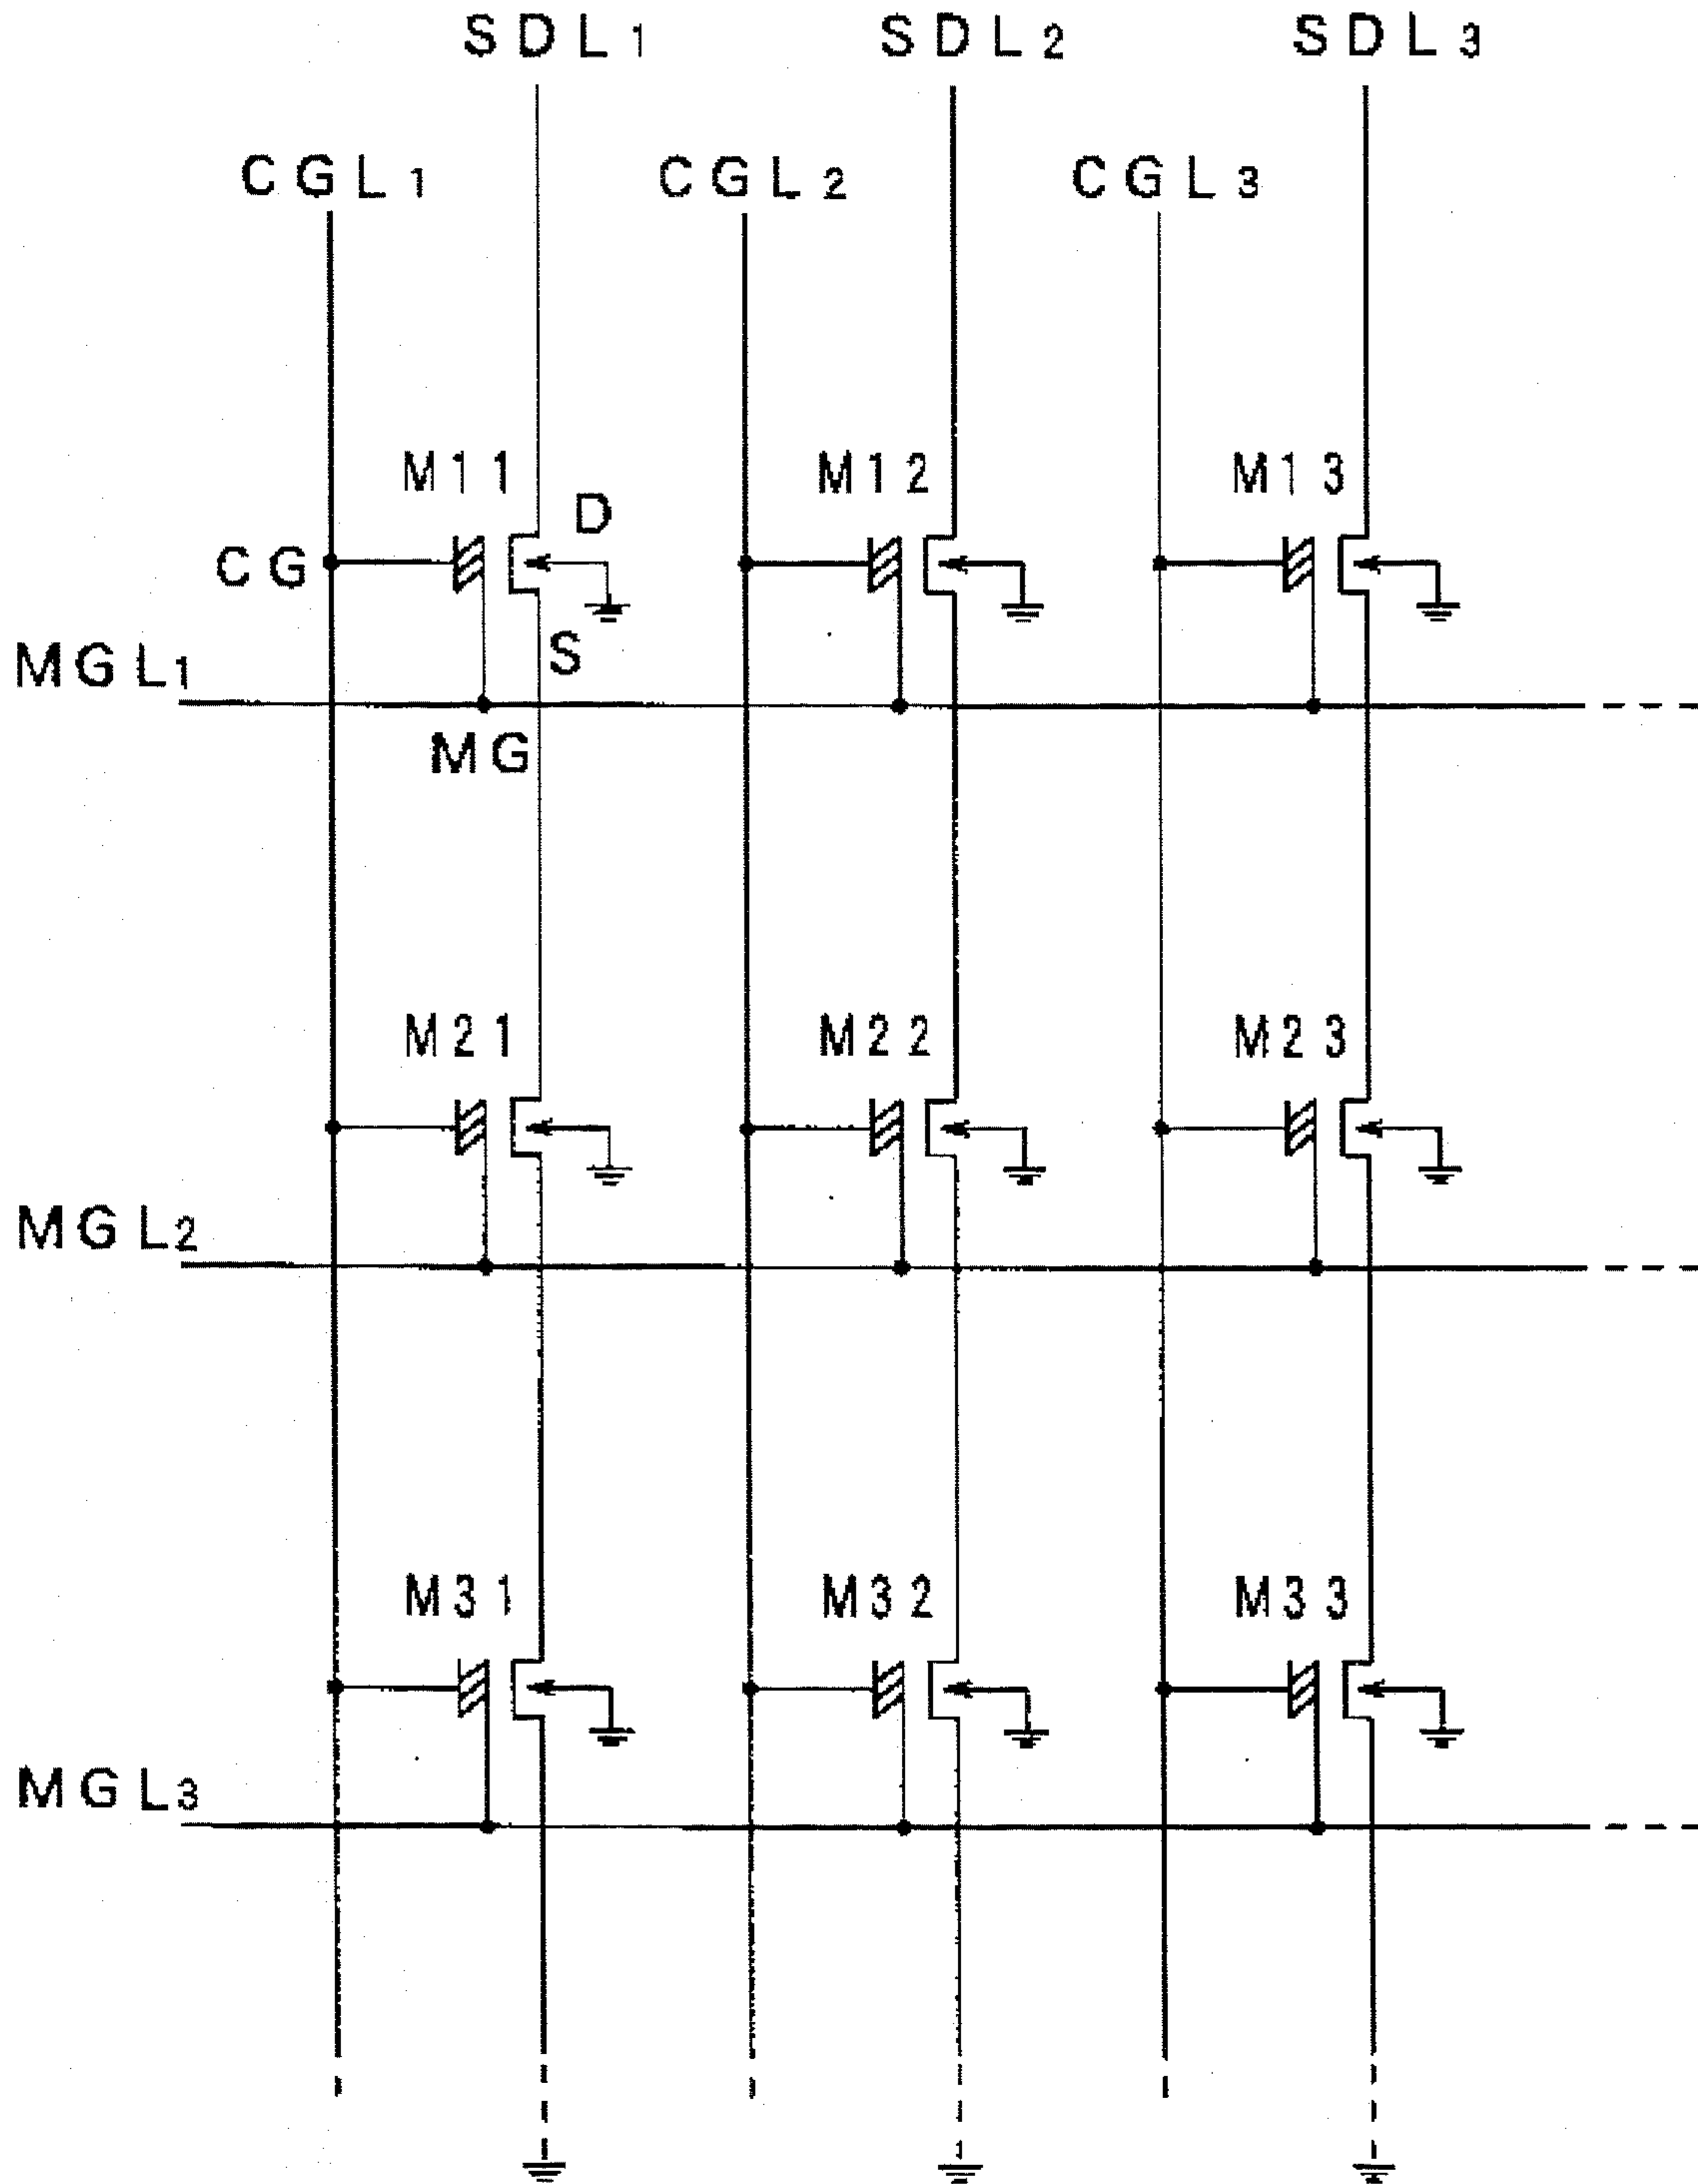 SDL1 SDL2 SDL3
CGL1 CGL2 CGL3
M11 M12 M13
D
CG
S
MGL1
MG
M21 M22 M23
MGL2
M31 M32 M33
MGL3